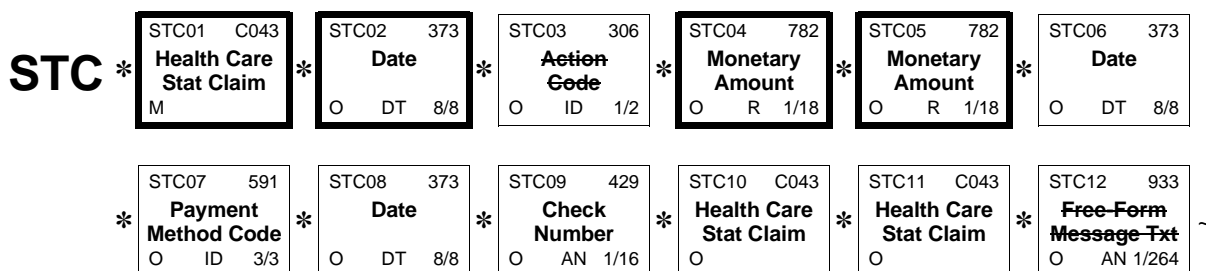 STC * STC01 C043 Health Care Stat Claim M * STC02 373 Date O DT 8/8 * STC03 306 Action Code O ID 1/2 * STC04 782 Monetary Amount O R 1/18 * STC05 782 Monetary Amount O R 1/18 * STC06 373 Date O DT 8/8
* STC07 591 Payment Method Code O ID 3/3 * STC08 373 Date O DT 8/8 * STC09 429 Check Number O AN 1/16 * STC10 C043 Health Care Stat Claim O * STC11 C043 Health Care Stat Claim O * STC12 933 Free-Form Message Txt O AN 1/264 ~